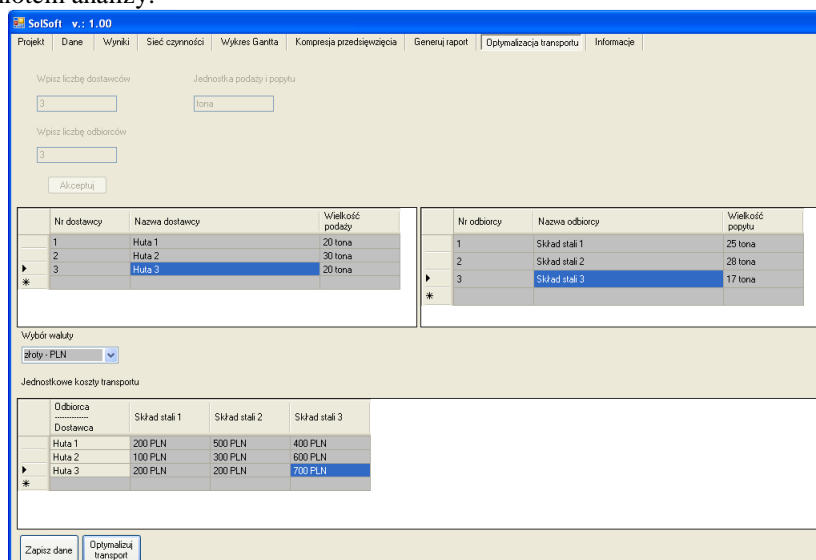 miotem analizy.
SolSoft v.: 1.00
Projekt Dane Wyniki Sieć czynności Wykres Gantta Kompresja przedsięwzięcia Generuj raport Optymalizacja transportu Informacje
Wpisz liczbę dostawców Jednostka podaży i popytu
3 tona
Wpisz liczbę odbiorców
3
Akceptuj
Nr dostawcy Nazwa dostawcy Wielkość podaży
1 Huta 1 20 tona
2 Huta 2 30 tona
3 Huta 3 20 tona
Nr odbiorcy Nazwa odbiorcy Wielkość popytu
1 Skład stali 1 25 tona
2 Skład stali 2 28 tona
3 Skład stali 3 17 tona
Wybór waluty
złoty - PLN
Jednostkowe koszty transportu
Odbiorca
-------------
Dostawca
Skład stali 1 Skład stali 2 Skład stali 3
Huta 1 200 PLN 500 PLN 400 PLN
Huta 2 100 PLN 300 PLN 600 PLN
Huta 3 200 PLN 200 PLN 700 PLN
Zapisz dane Optymalizuj transport